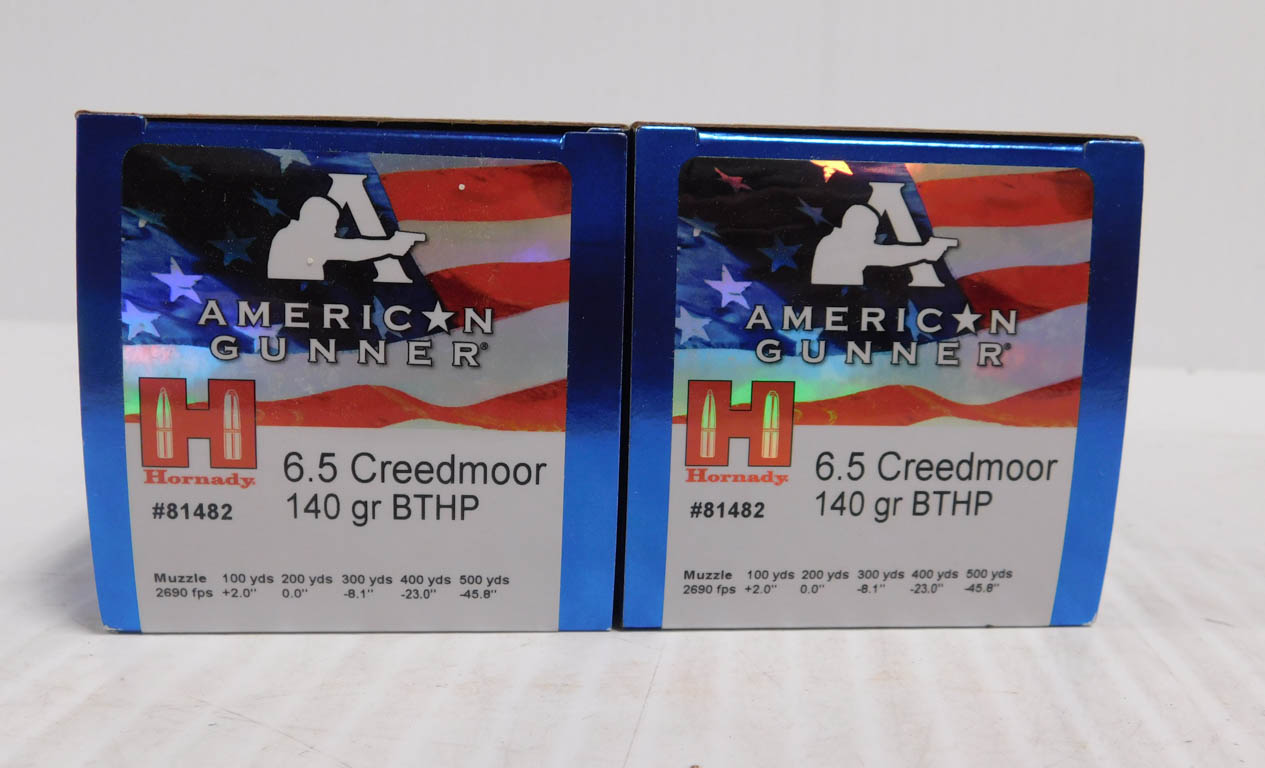 A
AMERIC★N
GUNNER®
H
Hornady
6.5 Creedmoor
#81482
140 gr BTHP
Muzzle 100 yds 200 yds 300 yds 400 yds 500 yds
2690 fps +2.0" 0.0" -8.1" -23.0" -45.8"
A
AMERIC★N
GUNNER®
H
Hornady
6.5 Creedmoor
#81482
140 gr BTHP
Muzzle 100 yds 200 yds 300 yds 400 yds 500 yds
2690 fps +2.0" 0.0" -8.1" -23.0" -45.8"